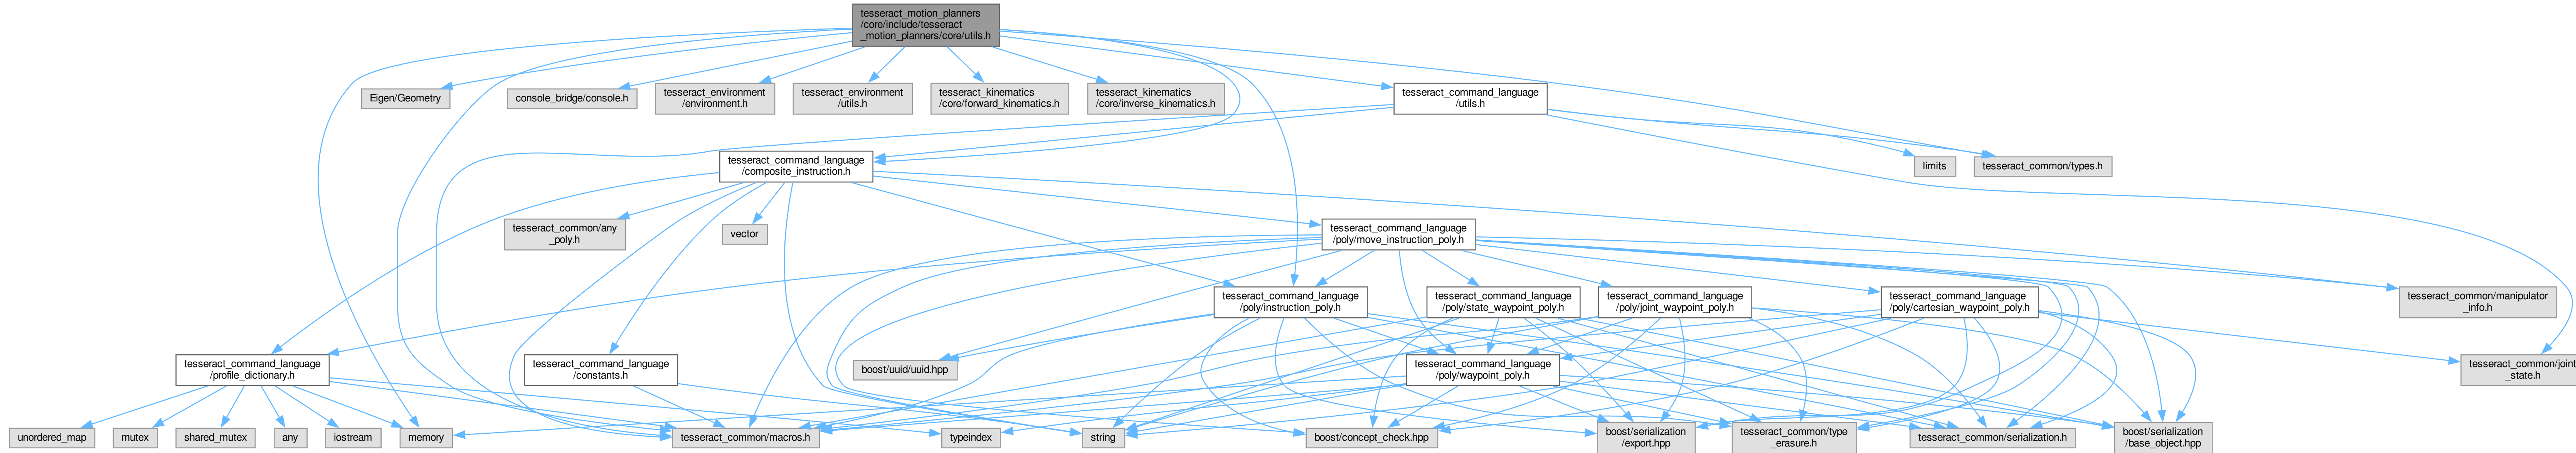 tesseract_motion_planners
/core/include/tesseract
_motion_planners/core/utils.h
Eigen/Geometry
console_bridge/console.h
tesseract_environment
/environment.h
tesseract_environment
/utils.h
tesseract_kinematics
/core/forward_kinematics.h
tesseract_kinematics
/core/inverse_kinematics.h
tesseract_command_language
/utils.h
tesseract_command_language
/composite_instruction.h
limits
tesseract_common/types.h
tesseract_common/any
_poly.h
vector
tesseract_command_language
/poly/move_instruction_poly.h
tesseract_command_language
/poly/instruction_poly.h
tesseract_command_language
/poly/state_waypoint_poly.h
tesseract_command_language
/poly/joint_waypoint_poly.h
tesseract_command_language
/poly/cartesian_waypoint_poly.h
tesseract_common/manipulator
_info.h
tesseract_command_language
/profile_dictionary.h
tesseract_command_language
/constants.h
boost/uuid/uuid.hpp
tesseract_command_language
/poly/waypoint_poly.h
tesseract_common/joint
_state.h
unordered_map
mutex
shared_mutex
any
iostream
memory
tesseract_common/macros.h
typeindex
string
boost/concept_check.hpp
boost/serialization
/export.hpp
tesseract_common/type
_erasure.h
tesseract_common/serialization.h
boost/serialization
/base_object.hpp